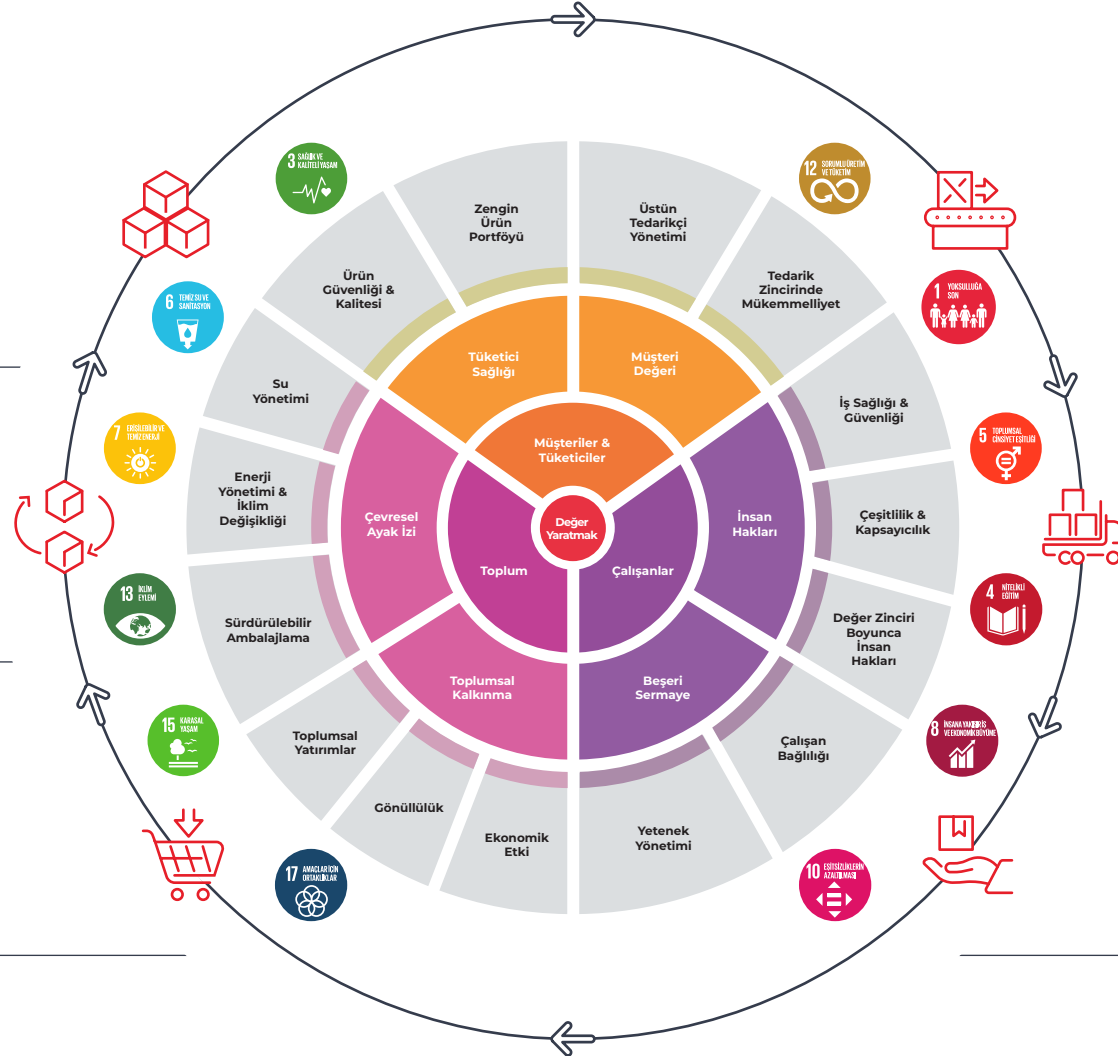 3 SAĞLIK VE
KALİTELİ YAŞAM
12 SORUMLU ÜRETİM
VE TÜKETİM
Zengin
Ürün
Portföyü
Üstün
Tedarikçi
Yönetimi
Ürün
Güvenliği &
Kalitesi
Tedarik
Zincirinde
Mükemmelliyet
6 TEMİZ SU VE
SANİTASYON
1 YOKSULLUĞA
SON
Tüketici
Sağlığı
Müşteri
Değeri
Su
Yönetimi
İş Sağlığı &
Güvenliği
7 ERİŞİLEBİLİR VE
TEMİZ ENERJİ
5 TOPLUMSAL
CİNSİYET EŞİTLİĞİ
Müşteriler &
Tüketiciler
Enerji
Yönetimi &
İklim
Değişikliği
Çevresel
Ayak İzi
Değer
Yaratmak
İnsan
Hakları
Çeşitlilik &
Kapsayıcılık
Toplum
Çalışanlar
13 İKLİM
EYLEMİ
4 NİTELİKLİ
EĞİTİM
Sürdürülebilir
Ambalajlama
Değer Zinciri
Boyunca
İnsan
Hakları
Toplumsal
Kalkınma
Beşeri
Sermaye
15 KARASAL
YAŞAM
8 İNSANA YAKIŞIR İŞ
VE EKONOMİK BÜYÜME
Toplumsal
Yatırımlar
Çalışan
Bağlılığı
Gönüllülük
Ekonomik
Etki
Yetenek
Yönetimi
17 AMAÇLAR İÇİN
ORTAKLIKLAR
10 EŞİTSİZLİKLERİN
AZALTILMASI